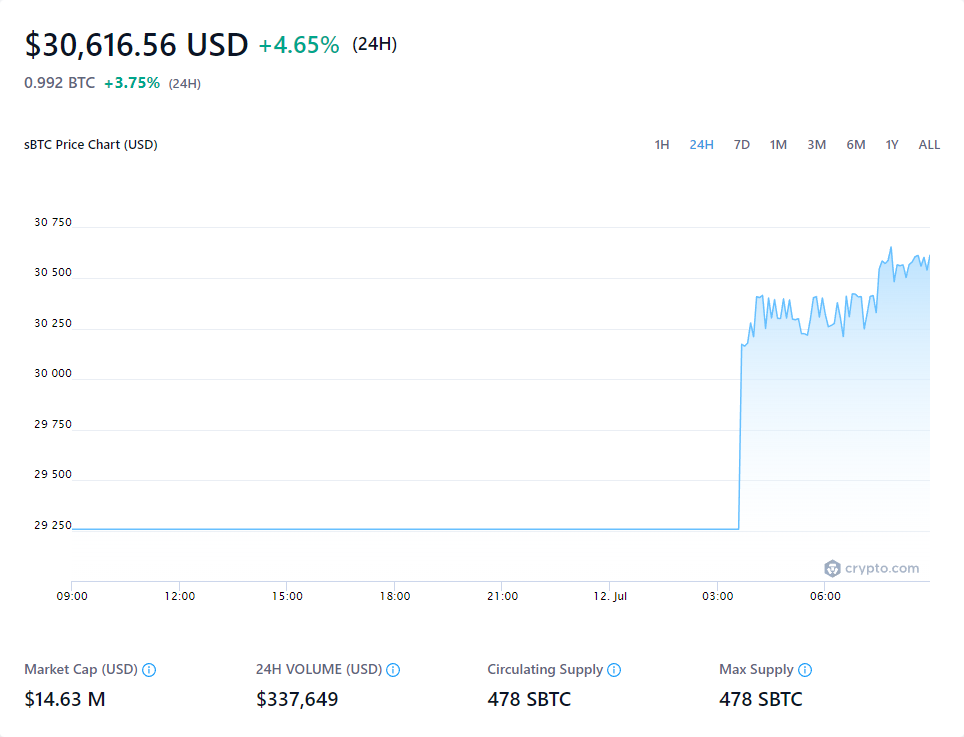 $30,616.56 USD +4.65% (24H)
0.992 BTC +3.75% (24H)
sBTC Price Chart (USD) 1H 24H 7D 1M 3M 6M 1Y ALL
30 750
30 500
30 250
30 000
29 750
29 500
29 250
crypto.com
09:00 12:00 15:00 18:00 21:00 12. Jul 03:00 06:00
Market Cap (USD) 24H VOLUME (USD) Circulating Supply Max Supply
$14.63 M $337,649 478 SBTC 478 SBTC